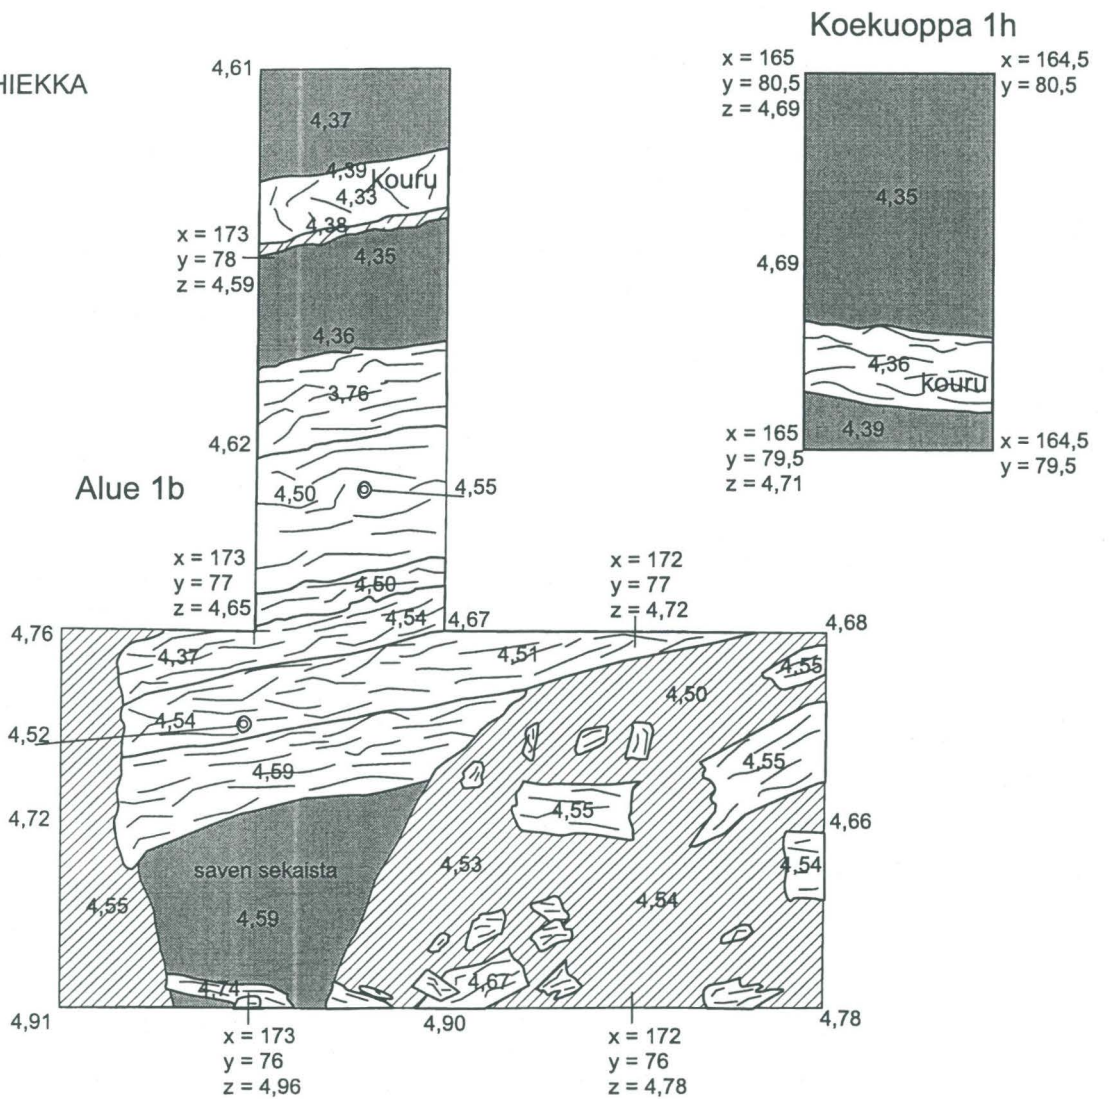 HIEKKA
4,61
4,37
4,39
kouru
4,33
4,38
x = 173
y = 78
z = 4,59
4,35
4,36
3,76
4,62
Alue 1b
4,50
4,55
x = 173
y = 77
z = 4,65
4,50
4,54
4,67
x = 172
y = 77
z = 4,72
4,76
4,68
4,37
4,51
4,55
4,50
4,54
4,52
4,59
4,55
4,55
4,72
4,66
saven sekaista
4,53
4,54
4,55
4,59
4,54
4,74
4,67
4,91
4,90
4,78
x = 173
y = 76
z = 4,96
x = 172
y = 76
z = 4,78
Koekuoppa 1h
x = 165
y = 80,5
z = 4,69
x = 164,5
y = 80,5
4,35
4,69
4,36
kouru
4,39
x = 165
y = 79,5
z = 4,71
x = 164,5
y = 79,5